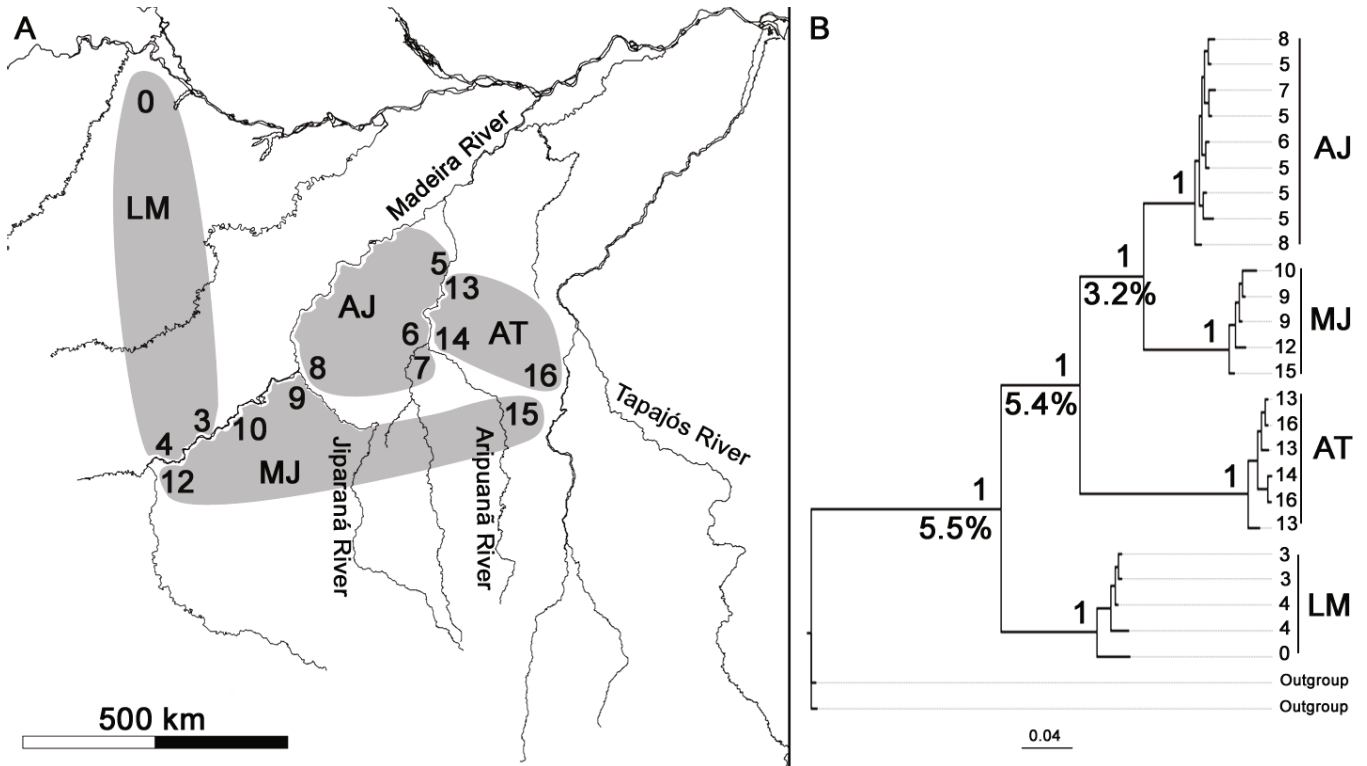 A
0
LM
Madeira River
5
13
AJ
6
14
AT
7
8
16
9
15
3
10
4
12
MJ
Jiparaná River
Aripuanã River
Tapajós River
500 km
B
8
5
7
5
6
5
5
5
8
AJ
1
1
3.2%
10
9
9
12
15
MJ
1
1
5.4%
13
16
13
14
16
13
AT
1
1
5.5%
3
3
4
4
0
LM
1
Outgroup
Outgroup
0.04